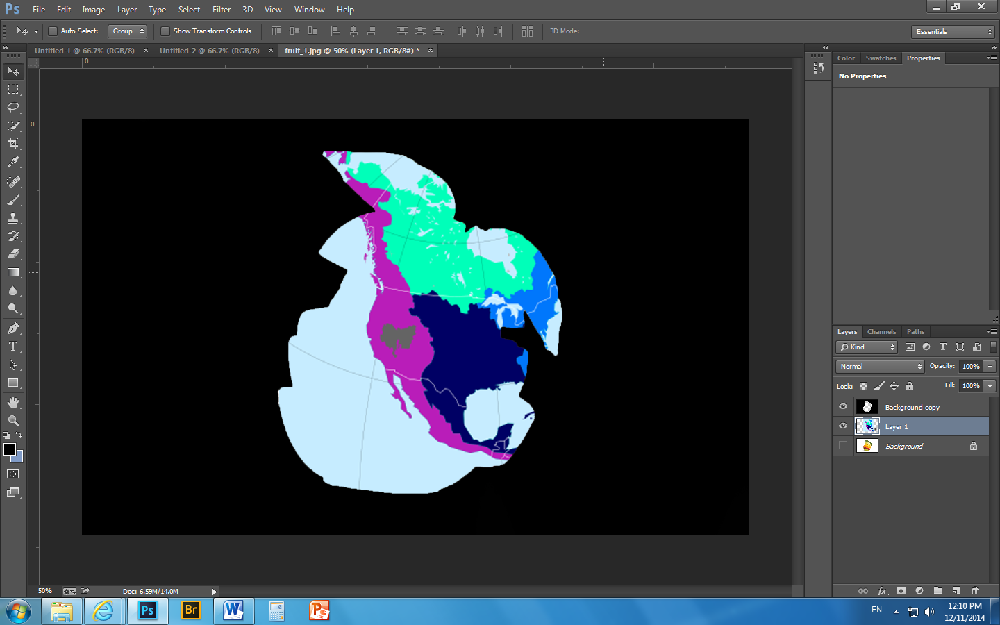 Ps File Edit Image Layer Type Select Filter 3D View Window Help
Auto-Select: Group Show Transform Controls 3D Mode: Essentials
Untitled-1 @ 66.7% (RGB/8) × Untitled-2 @ 66.7% (RGB/8) × fruit_1.jpg @ 50% (Layer 1, RGB/8#) * ×
0
0
Color Swatches Properties
No Properties
Layers Channels Paths
Kind
Normal Opacity: 100%
Lock: Fill: 100%
Background copy
Layer 1
Background
50% Doc: 6.59M/14.0M
Ps Br W 0 P EN 12:10 PM
12/11/2014